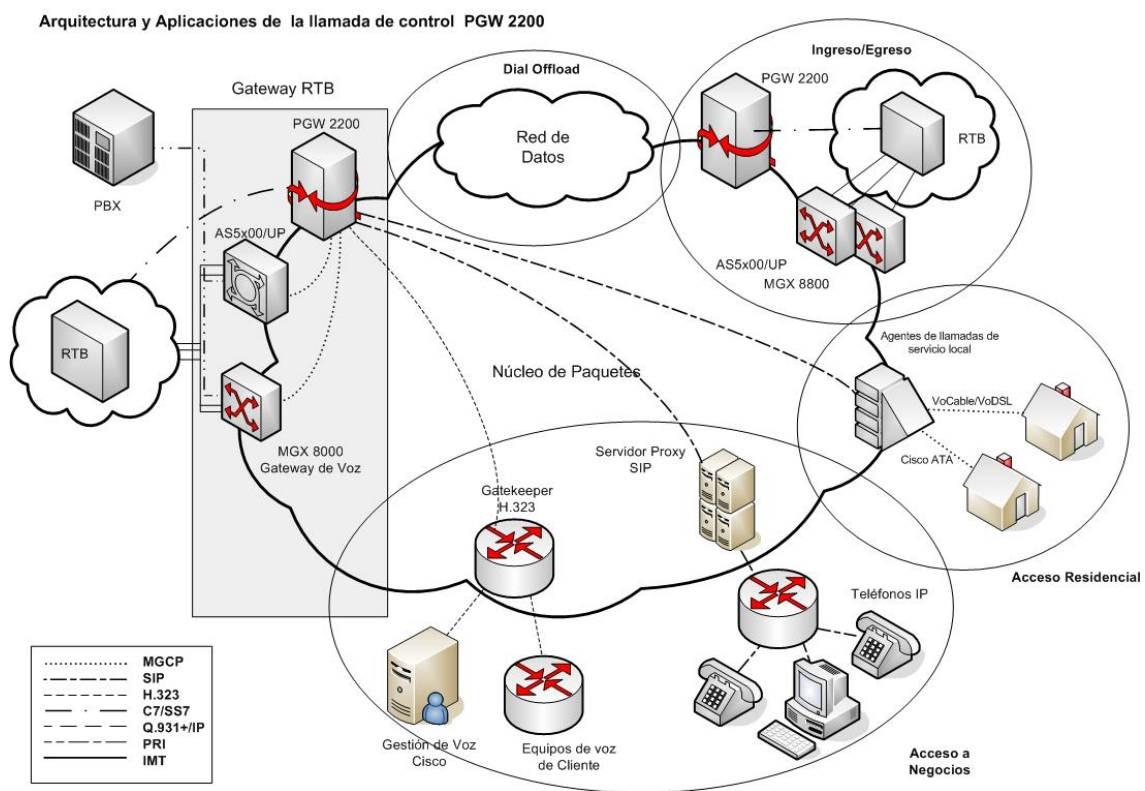 Arquitectura y Aplicaciones de la llamada de control PGW 2200
Gateway RTB
PGW 2200
PBX
AS5x00/UP
RTB
MGX 8000
Gateway de Voz
Dial Offload
Red de
Datos
Ingreso/Egreso
PGW 2200
RTB
AS5x00/UP
MGX 8800
Agentes de llamadas de
servicio local
VoCable/VoDSL
Cisco ATA
Acceso Residencial
Núcleo de Paquetes
Servidor Proxy
SIP
Gatekeeper
H.323
Teléfonos IP
Gestión de Voz
Cisco
Equipos de voz
de Cliente
Acceso a
Negocios
MGCP
SIP
H.323
C7/SS7
Q.931+/IP
PRI
IMT